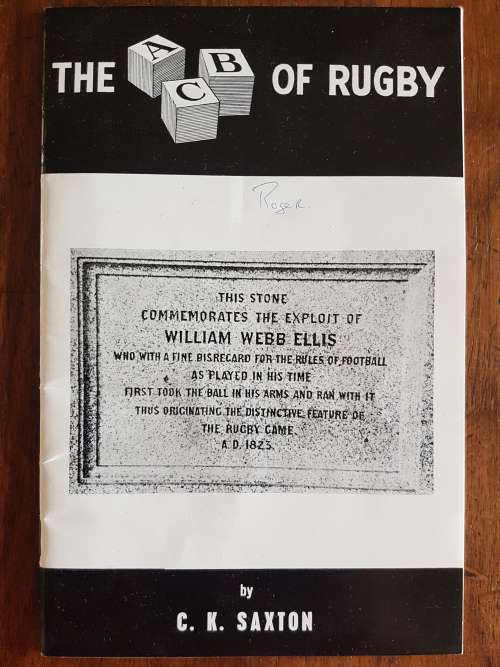 THE A B C OF RUGBY
Roger.
THIS STONE
COMMEMORATES THE EXPLOIT OF
WILLIAM WEBB ELLIS
WHO WITH A FINE DISREGARD FOR THE RULES OF FOOTBALL
AS PLAYED IN HIS TIME
FIRST TOOK THE BALL IN HIS ARMS AND RAN WITH IT
THUS ORIGINATING THE DISTINCTIVE FEATURE OF
THE RUGBY GAME
A.D. 1823.
by
C. K. SAXTON